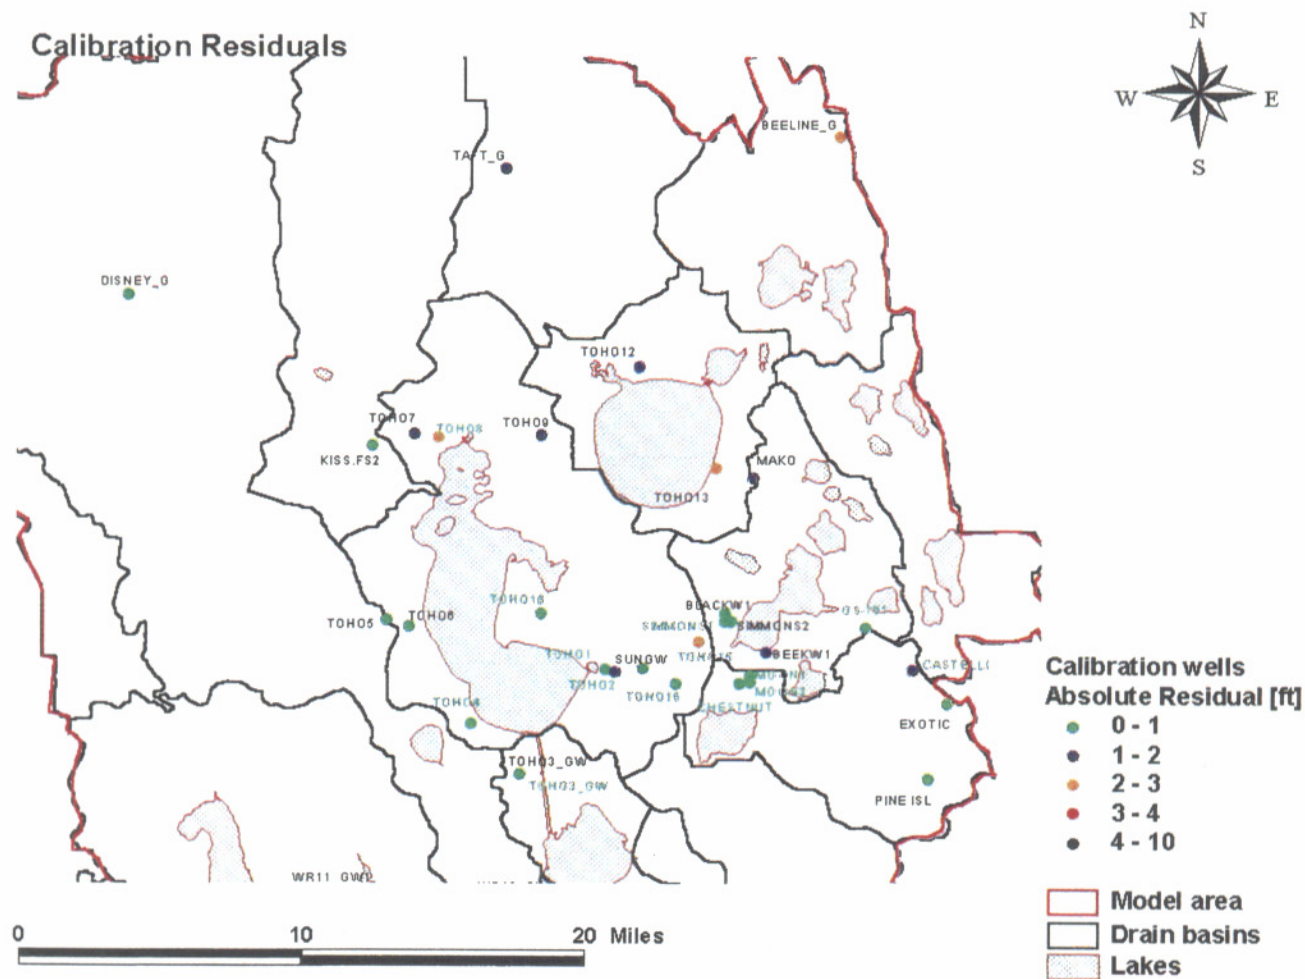 Calibration Residuals
N
W E
S
BEELINE_G
TAFT_G
DISNEY_G
TOHO12
TOHO7
TOHO8
TOHO9
KISS.FS2
TOHO13
MAKO
TOHO5
TOHO6
BLACKW1
SIMMONS2
TOHO1
SUNGW
TOHO15
BEEKW1
TOHO2
TOHO16
CHESTNUT
TOHO4
EXOTIC
TOHO3_GW
TOHO3_GW
PINE ISL
Calibration wells
Absolute Residual [ft]
0 - 1
1 - 2
2 - 3
3 - 4
4 - 10
Model area
Drain basins
Lakes
0 10 20 Miles